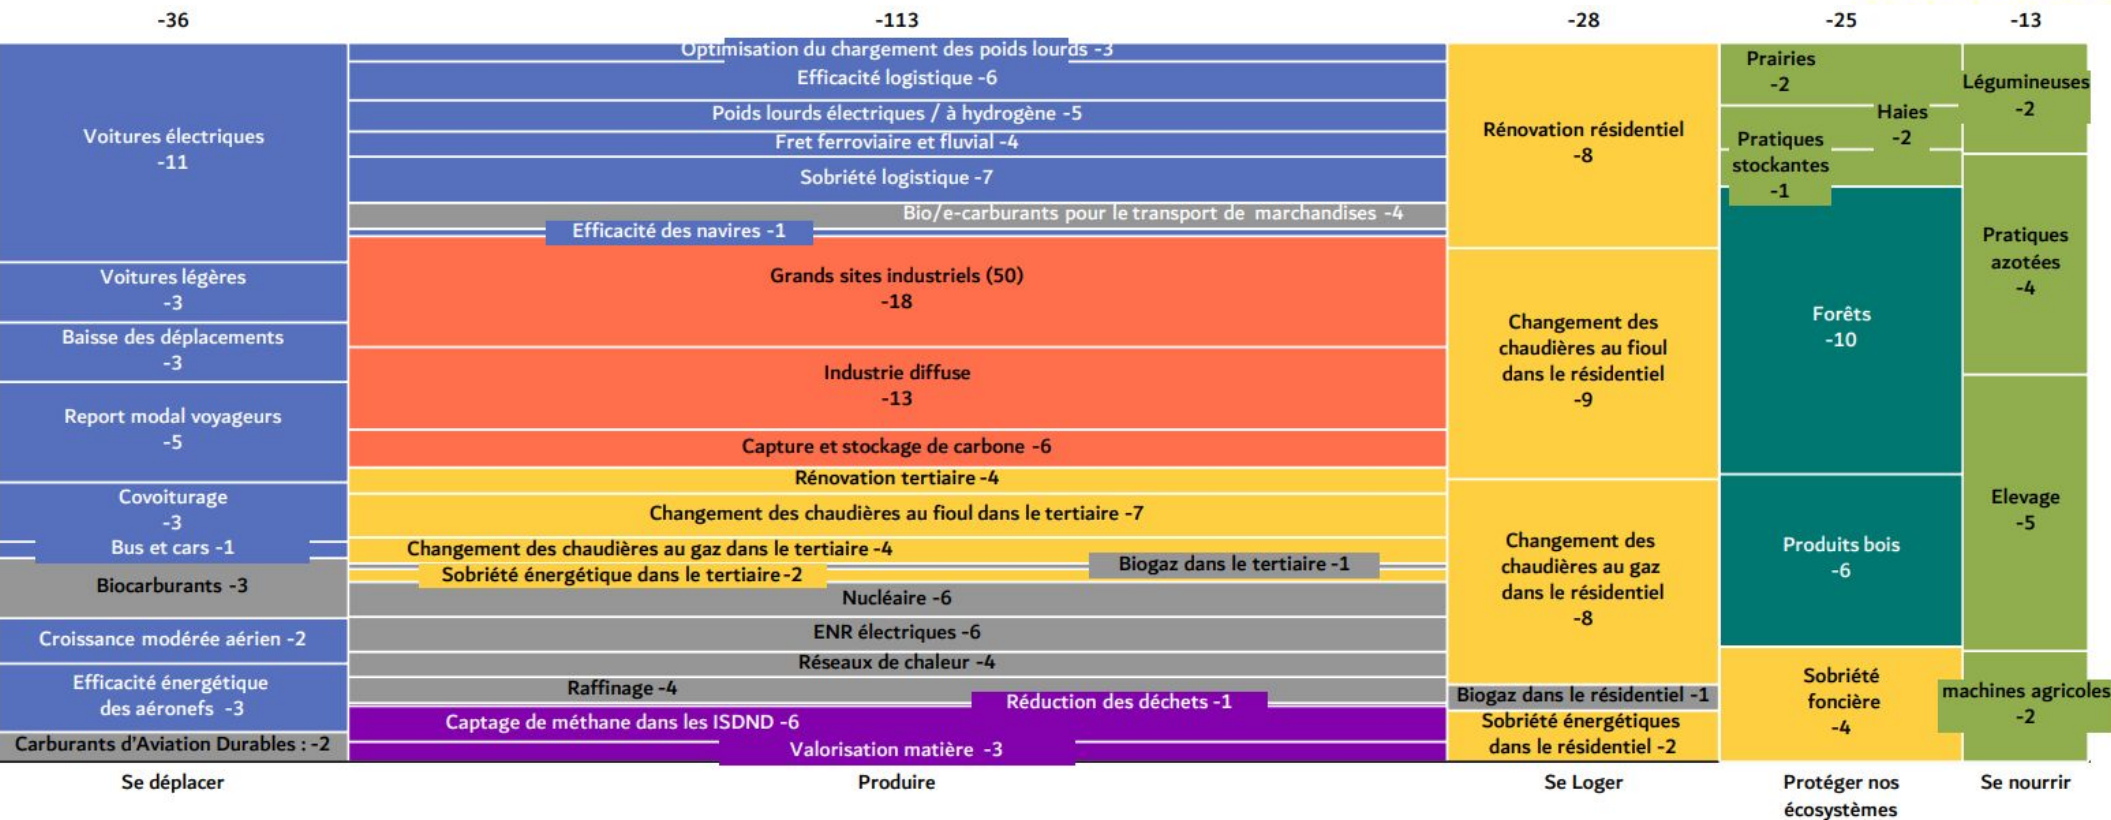 -36
-113
-28
-25
-13
Voitures électriques
-11
Voitures légères
-3
Baisse des déplacements
-3
Report modal voyageurs
-5
Covoiturage
-3
Bus et cars -1
Biocarburants -3
Croissance modérée aérien -2
Efficacité énergétique
des aéronefs -3
Carburants d'Aviation Durables : -2
Se déplacer
Optimisation du chargement des poids lourds -3
Efficacité logistique -6
Poids lourds électriques / à hydrogène -5
Fret ferroviaire et fluvial -4
Sobriété logistique -7
Bio/e-carburants pour le transport de marchandises -4
Efficacité des navires -1
Grands sites industriels (50)
-18
Industrie diffuse
-13
Capture et stockage de carbone -6
Rénovation tertiaire -4
Changement des chaudières au fioul dans le tertiaire -7
Changement des chaudières au gaz dans le tertiaire -4
Biogaz dans le tertiaire -1
Sobriété énergétique dans le tertiaire -2
Nucléaire -6
ENR électriques -6
Réseaux de chaleur -4
Raffinage -4
Réduction des déchets -1
Captage de méthane dans les ISDND -6
Valorisation matière -3
Produire
Rénovation résidentiel
-8
Changement des
chaudières au fioul
dans le résidentiel
-9
Changement des
chaudières au gaz
dans le résidentiel
-8
Biogaz dans le résidentiel -1
Sobriété énergétiques
dans le résidentiel -2
Se Loger
Prairies
-2
Haies
-2
Pratiques
stockantes
-1
Forêts
-10
Produits bois
-6
Sobriété
foncière
-4
Protéger nos
écosystèmes
Légumineuses
-2
Pratiques
azotées
-4
Elevage
-5
machines agricoles
-2
Se nourrir